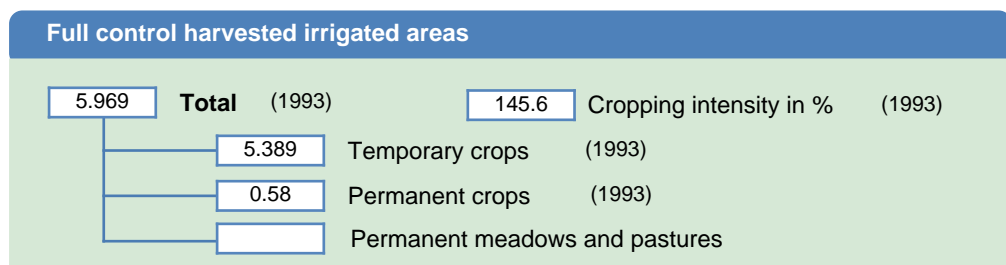 Full control harvested irrigated areas
5.969 Total (1993) 145.6 Cropping intensity in % (1993)
5.389 Temporary crops (1993)
0.58 Permanent crops (1993)
Permanent meadows and pastures